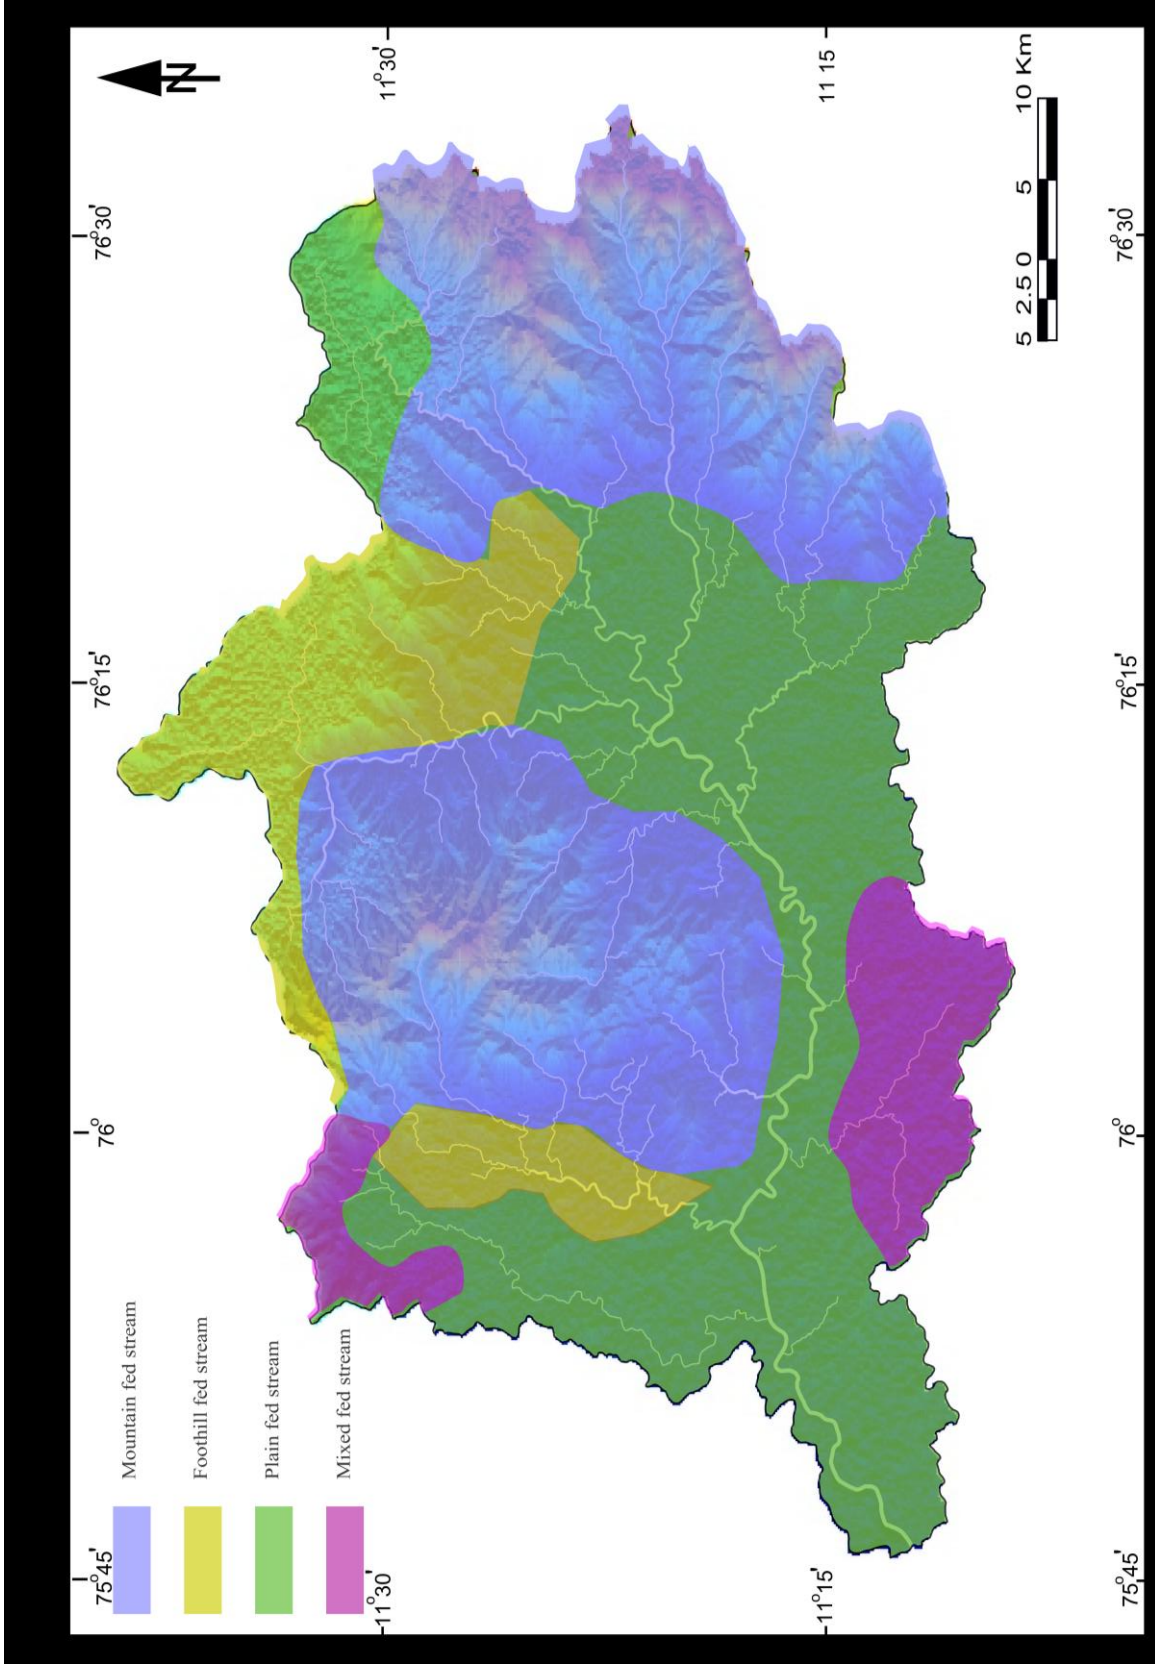 75°45' 76° 76°15' 76°30'
Mountain fed stream
Foothill fed stream
Plain fed stream
Mixed fed stream
N
11°30' 11°30'
11°15' 11 15'
5 2.5 0 5 10 Km
75°45' 76° 76°15' 76°30'